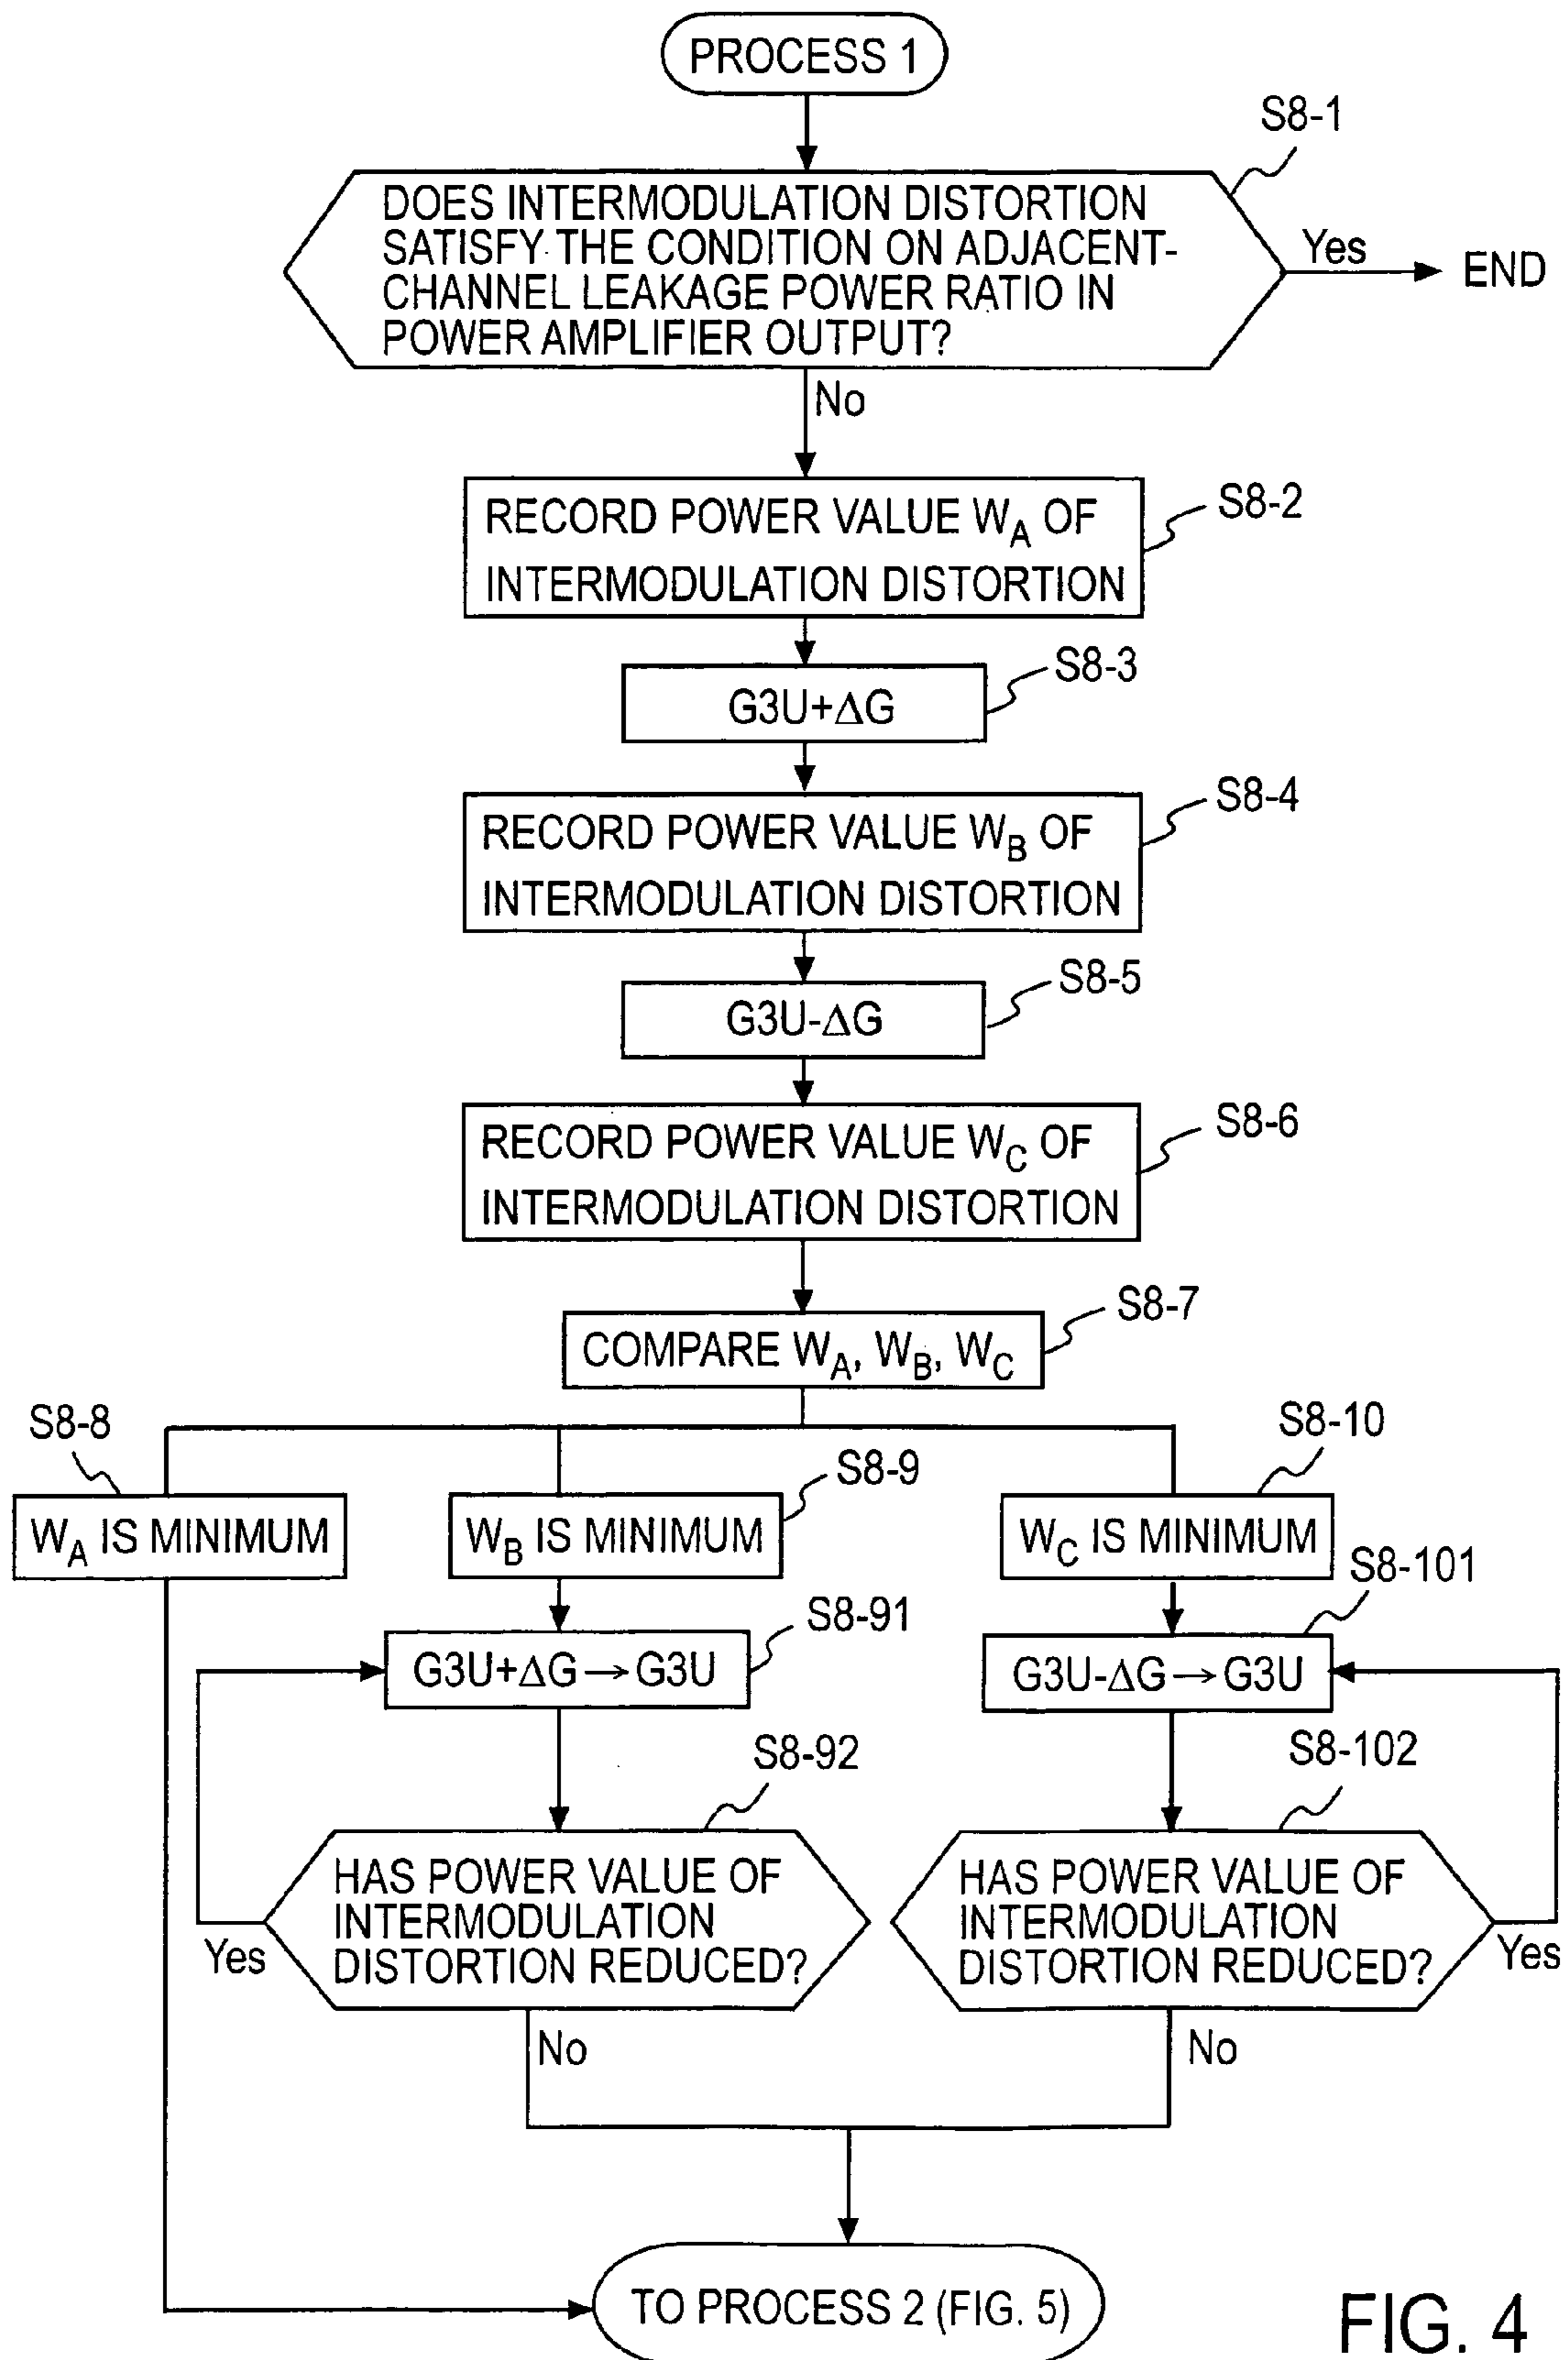 PROCESS 1
S8-1
DOES INTERMODULATION DISTORTION
SATISFY THE CONDITION ON ADJACENT-
CHANNEL LEAKAGE POWER RATIO IN
POWER AMPLIFIER OUTPUT?
Yes
END
No
S8-2
RECORD POWER VALUE WA OF
INTERMODULATION DISTORTION
S8-3
G3U+ΔG
S8-4
RECORD POWER VALUE WB OF
INTERMODULATION DISTORTION
S8-5
G3U-ΔG
S8-6
RECORD POWER VALUE WC OF
INTERMODULATION DISTORTION
S8-7
COMPARE WA, WB, WC
S8-8
S8-9
S8-10
WA IS MINIMUM
WB IS MINIMUM
WC IS MINIMUM
S8-91
S8-101
G3U+ΔG→G3U
G3U-ΔG→G3U
S8-92
S8-102
HAS POWER VALUE OF
INTERMODULATION
DISTORTION REDUCED?
Yes
No
HAS POWER VALUE OF
INTERMODULATION
DISTORTION REDUCED?
Yes
No
TO PROCESS 2 (FIG. 5)
FIG. 4